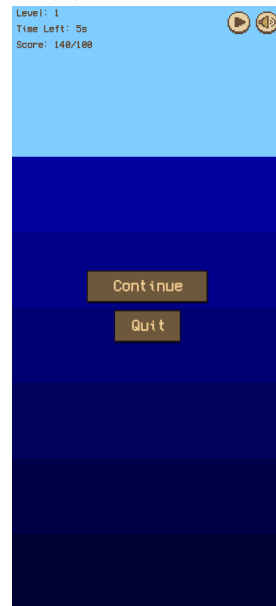 Level: 1
Time Left: 5s
Score: 140/100
Continue
Quit